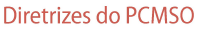 Diretrizes do PCMSO